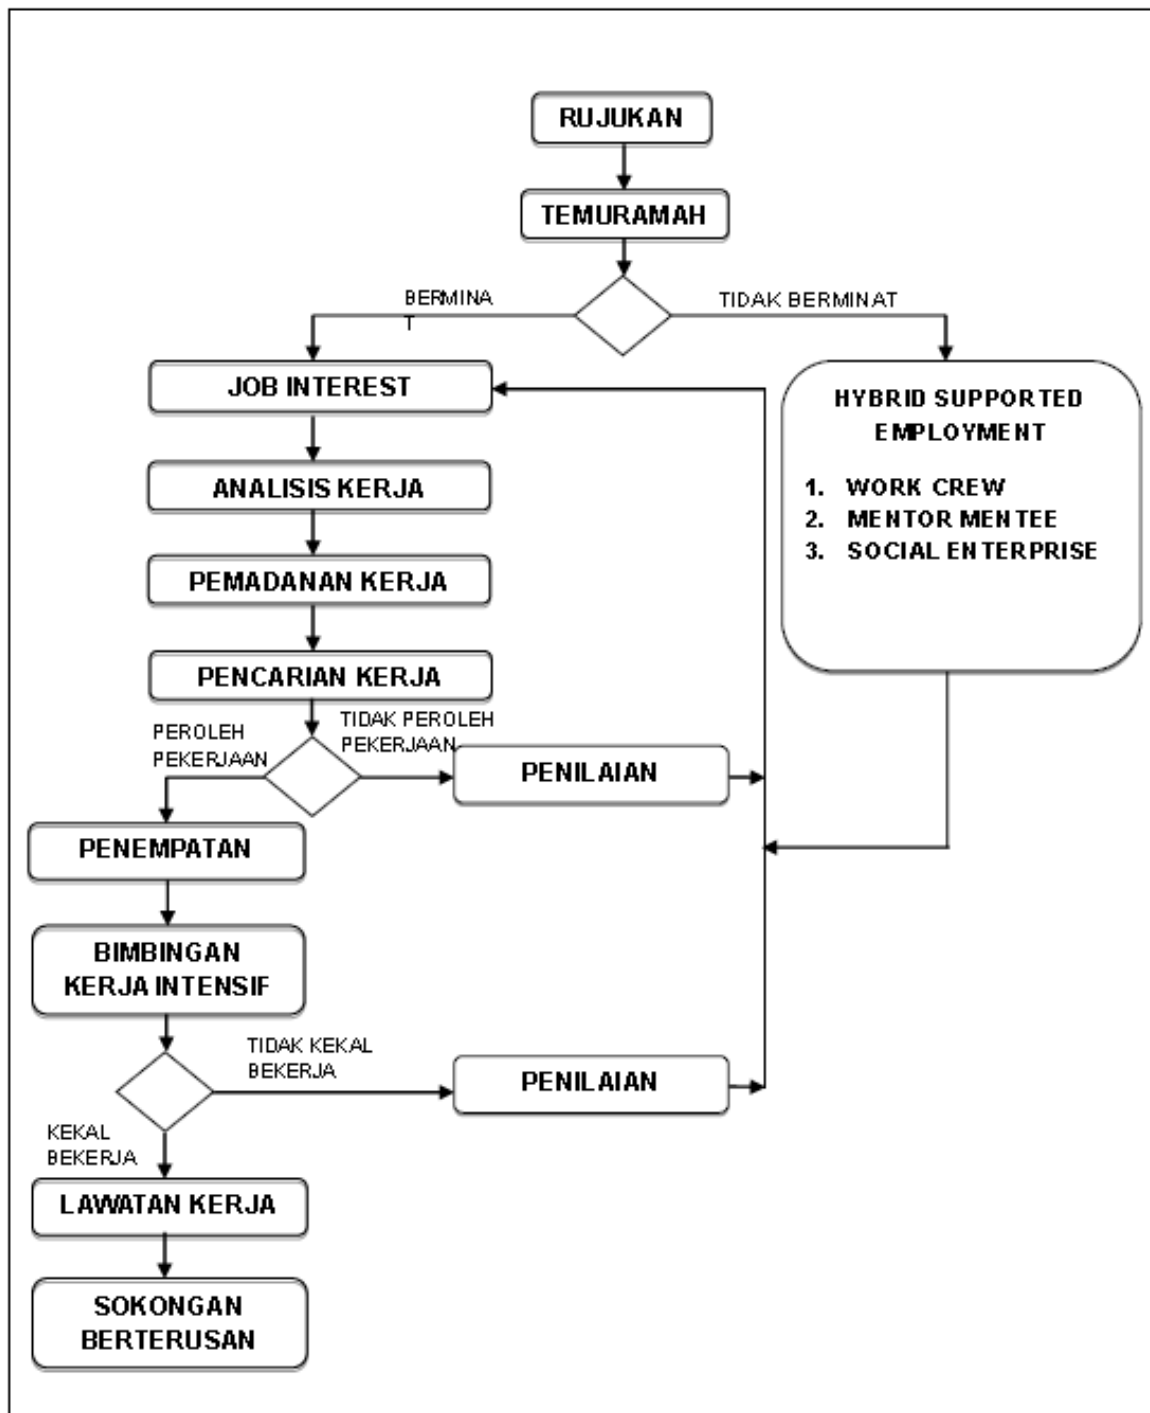 RUJUKAN
TEMURAMAH
BERMINA
T
TIDAK BERMINAT
JOB INTEREST
HYBRID SUPPORTED
EMPLOYMENT
1. WORK CREW
2. MENTOR MENTEE
3. SOCIAL ENTERPRISE
ANALISIS KERJA
PEMADANAN KERJA
PENCARIAN KERJA
PEROLEH
PEKERJAAN
TIDAK PEROLEH
PEKERJAAN
PENILAIAN
PENEMPATAN
BIMBINGAN
KERJA INTENSIF
TIDAK KEKAL
BEKERJA
PENILAIAN
KEKAL
BEKERJA
LAWATAN KERJA
SOKONGAN
BERTERUSAN